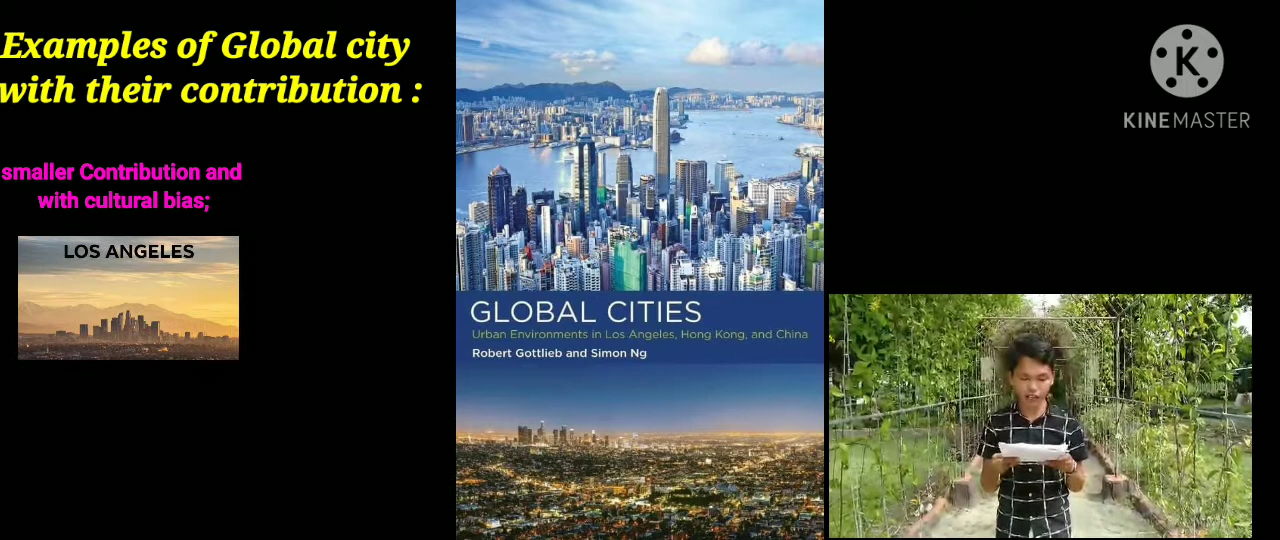 Examples of Global city
with their contribution :
smaller Contribution and
with cultural bias;
LOS ANGELES
GLOBAL CITIES
Urban Environments in Los Angeles, Hong Kong, and China
Robert Gottlieb and Simon Ng
K
KINEMASTER